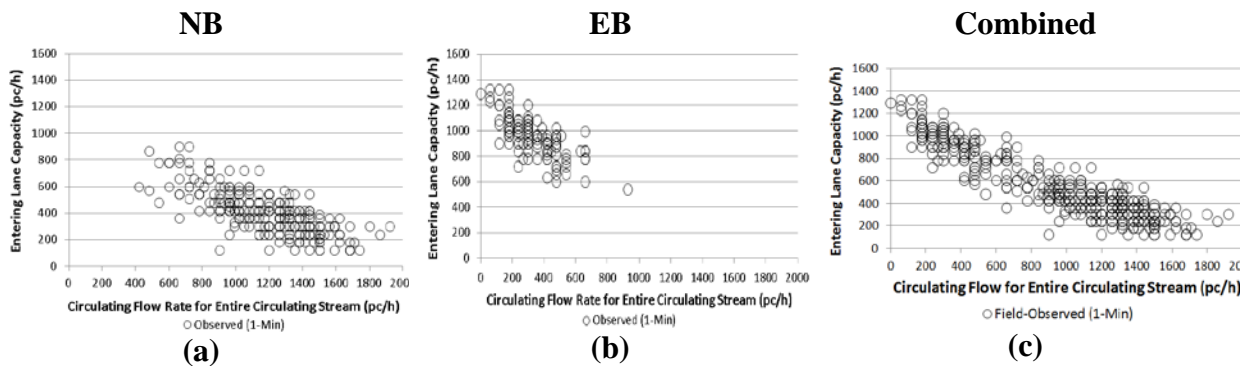 NB
EB
Combined
Entering Lane Capacity (pc/h)
1600
1400
1200
1000
800
600
400
200
0
0 200 400 600 800 1000 1200 1400 1600 1800 200
Circulating Flow Rate for Entire Circulating Stream (pc/h)
Observed (1-Min)
(a)
Entering Lane Capacity (pc/h)
1600
1400
1200
1000
800
600
400
200
0
0 200 400 600 800 1000 1200 1400 1600 1800 2000
Circulating Flow Rate for Entire Circulating Stream (pc/h)
Observed (1-Min)
(b)
Entering Lane Capacity (pc/h)
1600
1400
1200
1000
800
600
400
200
0
0 200 400 600 800 1000 1200 1400 1600 1800 200
Circulating Flow for Entire Circulating Stream (pc/h)
Field-Observed (1-Min)
(c)